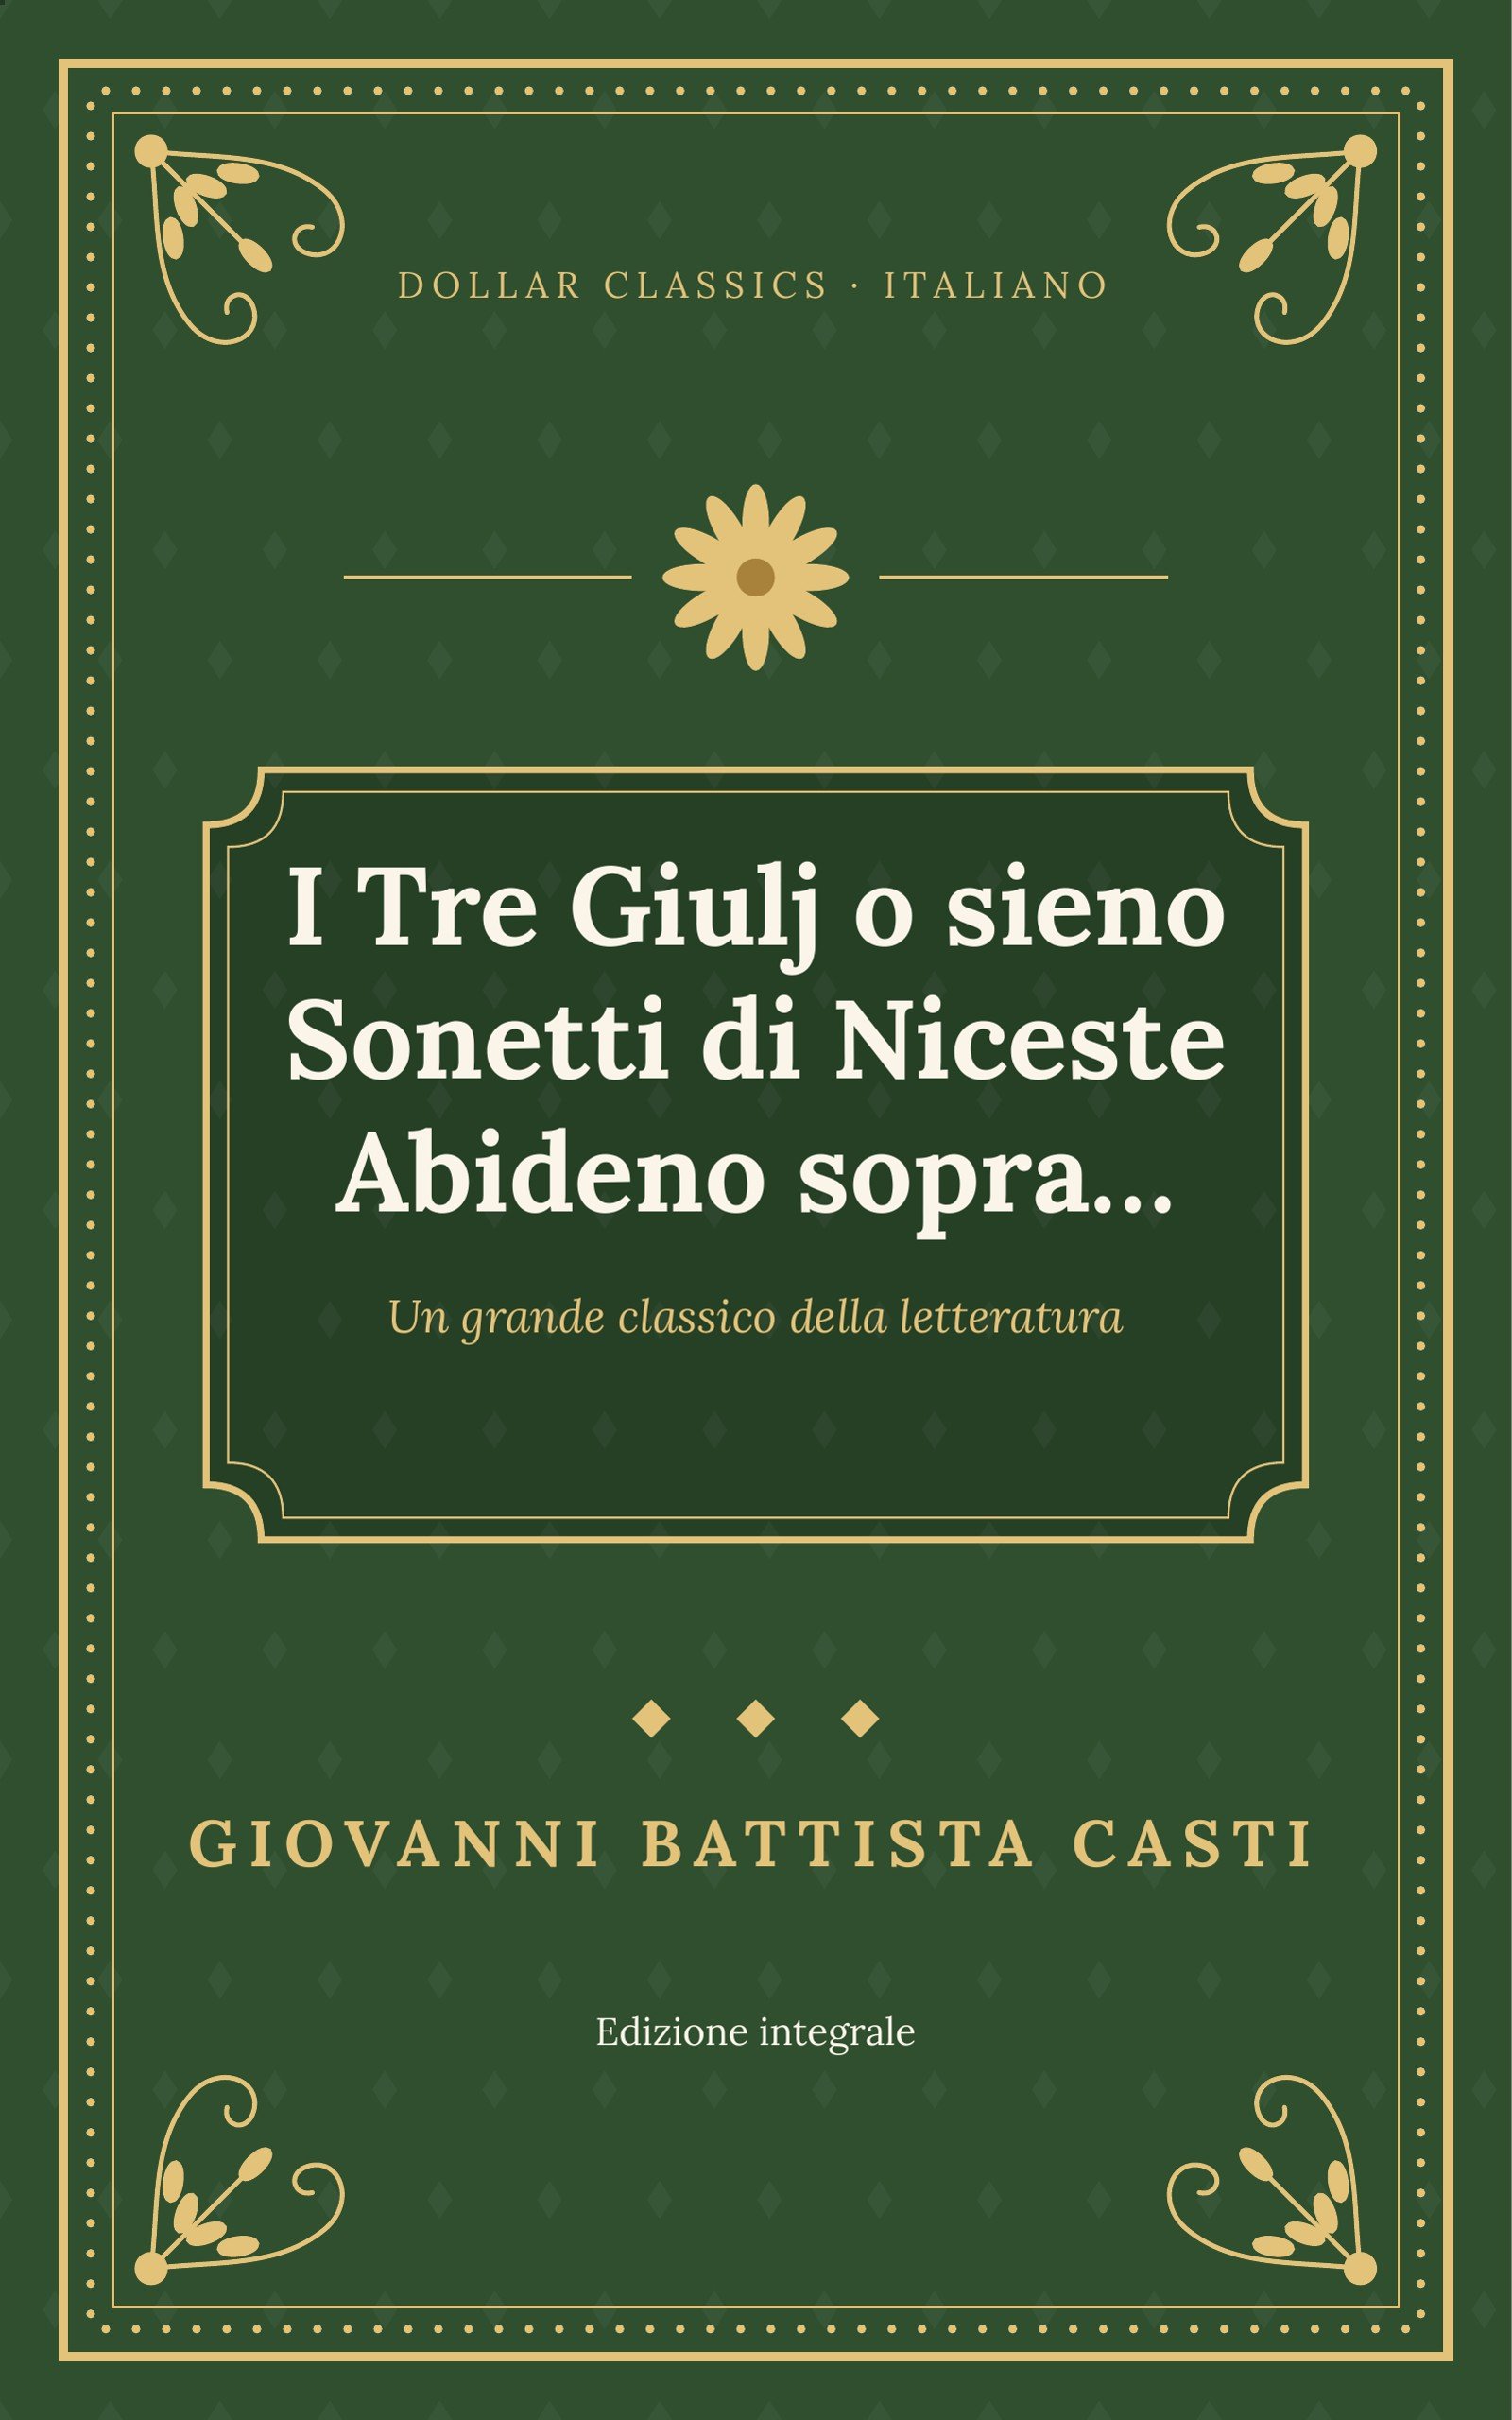 DOLLAR CLASSICS · ITALIANO
I Tre Giulj o sieno
Sonetti di Niceste
Abideno sopra...
Un grande classico della letteratura
GIOVANNI BATTISTA CASTI
Edizione integrale